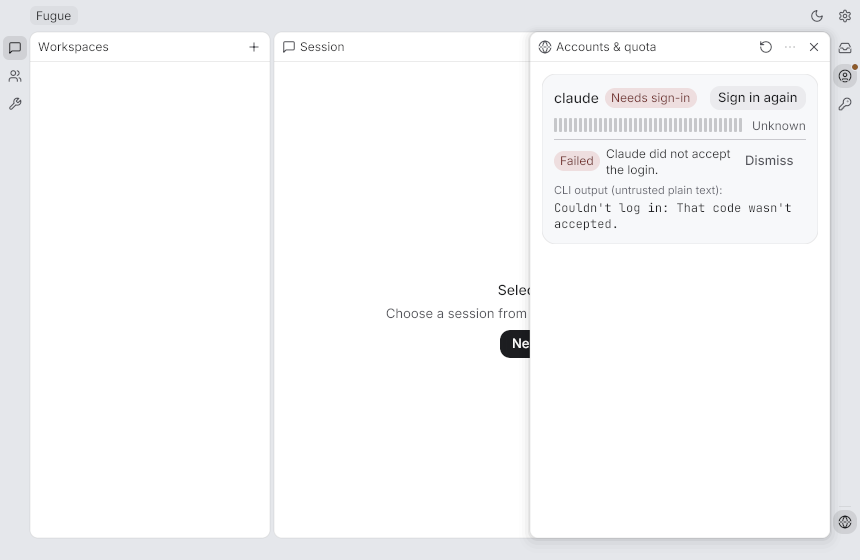 Fugue
Workspaces
Session
Accounts & quota
claude Needs sign-in Sign in again
Unknown
Failed Claude did not accept the login. Dismiss
CLI output (untrusted plain text):
Couldn't log in: That code wasn't
accepted.
Choose a session from